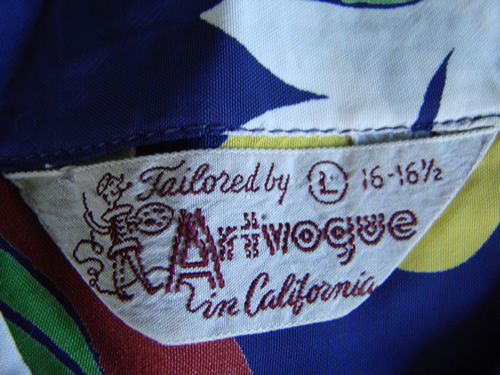 Tailored by L 16-16½
Artvogue
in California